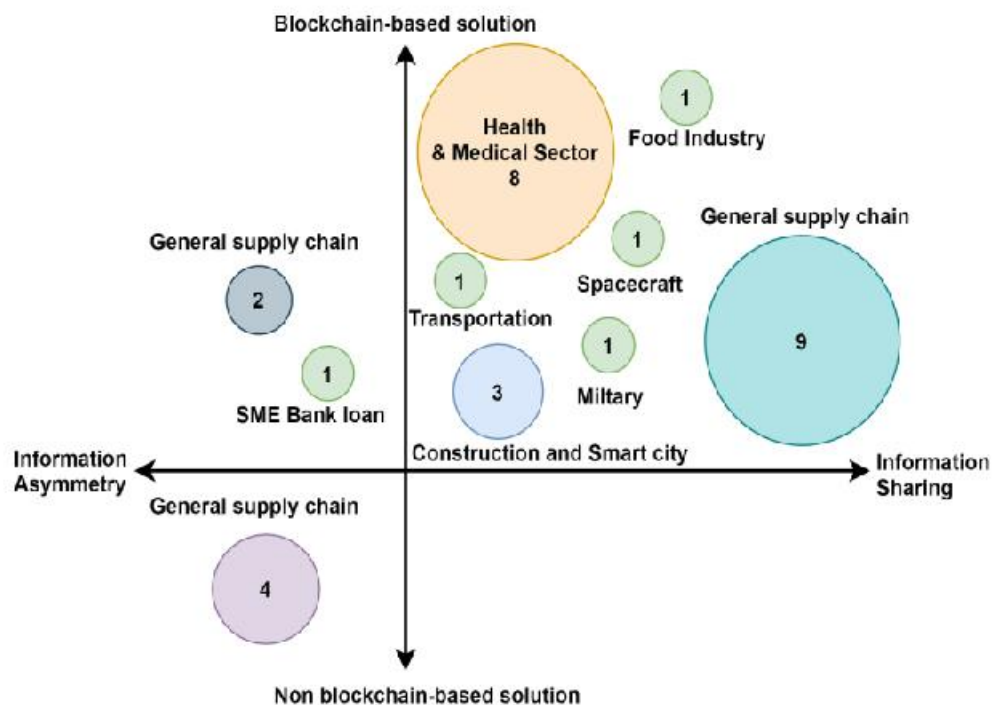 Blockchain-based solution
Health
& Medical Sector
8
1
Food Industry
General supply chain
2
1
SME Bank loan
1
Transportation
1
Spacecraft
1
Miltary
3
Construction and Smart city
General supply chain
9
Information
Asymmetry
Information
Sharing
General supply chain
4
Non blockchain-based solution